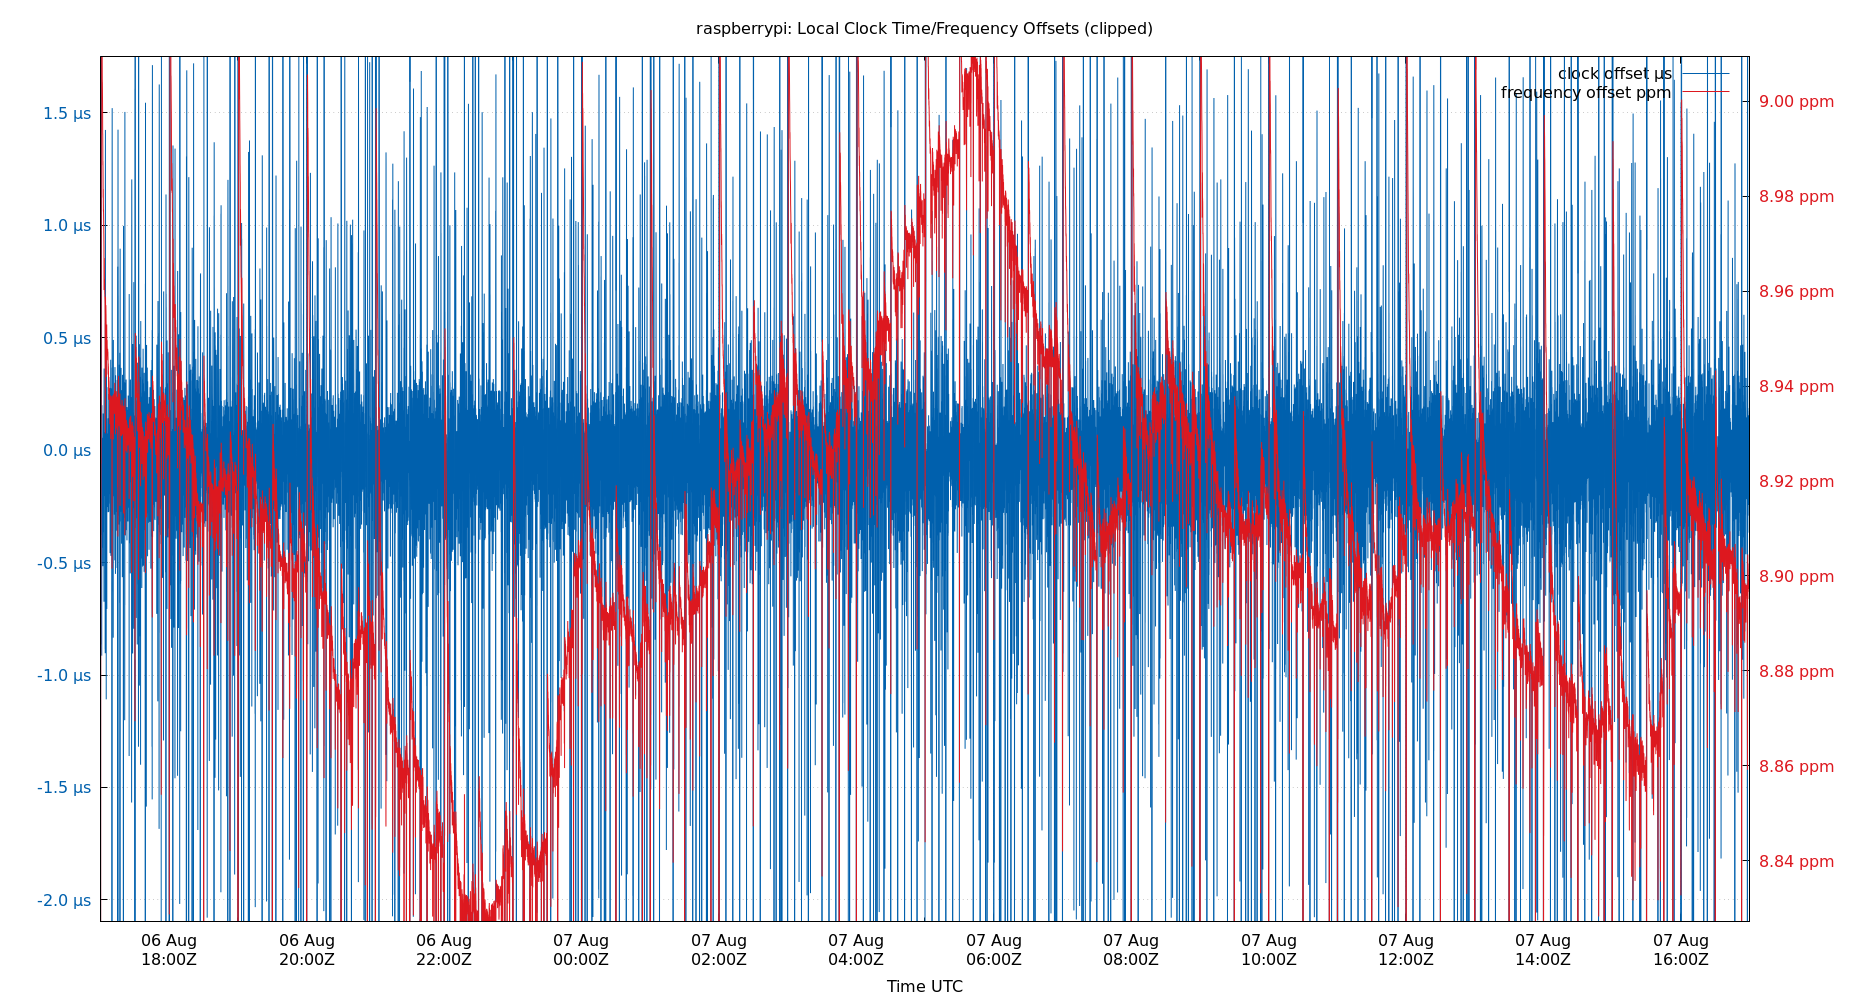 raspberrypi: Local Clock Time/Frequency Offsets (clipped)
clock offset µs
frequency offset ppm
1.5 µs
1.0 µs
0.5 µs
0.0 µs
-0.5 µs
-1.0 µs
-1.5 µs
-2.0 µs
9.00 ppm
8.98 ppm
8.96 ppm
8.94 ppm
8.92 ppm
8.90 ppm
8.88 ppm
8.86 ppm
8.84 ppm
06 Aug 06 Aug 06 Aug 07 Aug 07 Aug 07 Aug 07 Aug 07 Aug 07 Aug 07 Aug 07 Aug 07 Aug
18:00Z 20:00Z 22:00Z 00:00Z 02:00Z 04:00Z 06:00Z 08:00Z 10:00Z 12:00Z 14:00Z 16:00Z
Time UTC